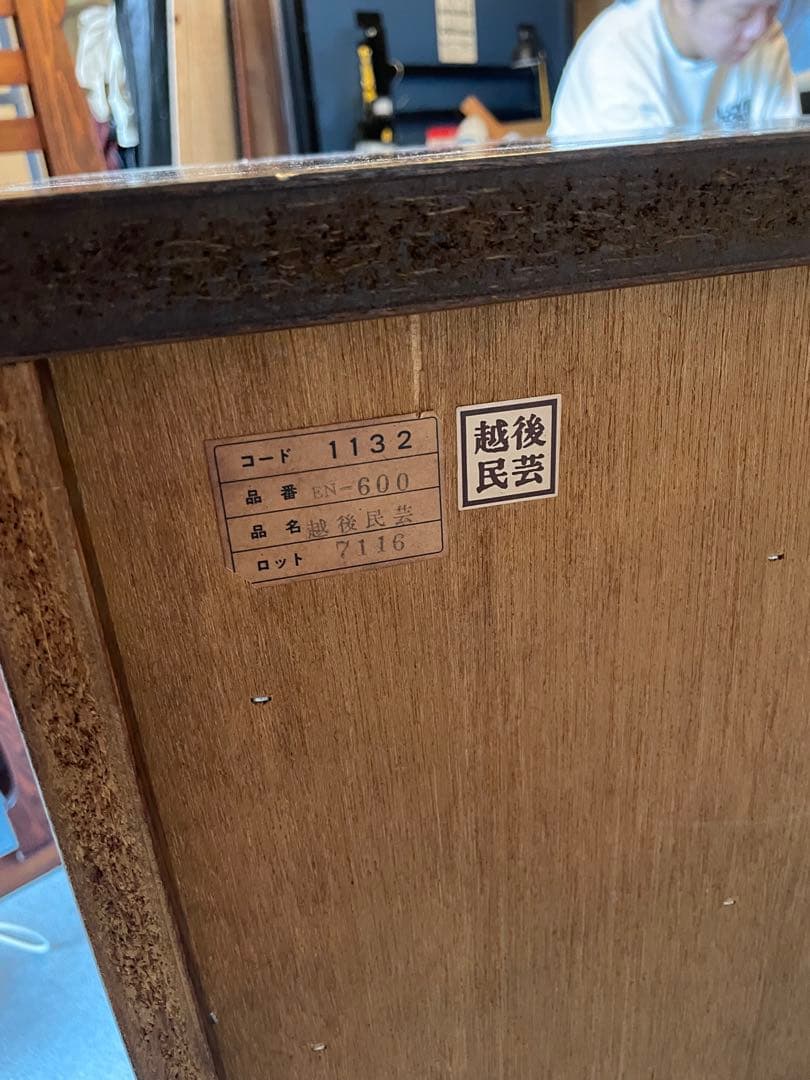 コード 1132
品番 EN-600
品名 越後民芸
ロット 7116
越後
民芸